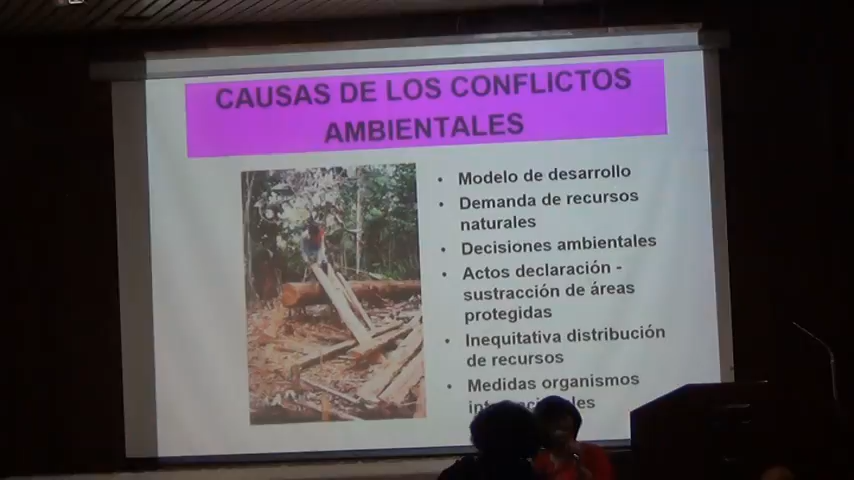 CAUSAS DE LOS CONFLICTOS
AMBIENTALES
• Modelo de desarrollo
• Demanda de recursos
naturales
• Decisiones ambientales
• Actos declaración -
sustracción de áreas
protegidas
• Inequitativa distribución
de recursos
• Medidas organismos